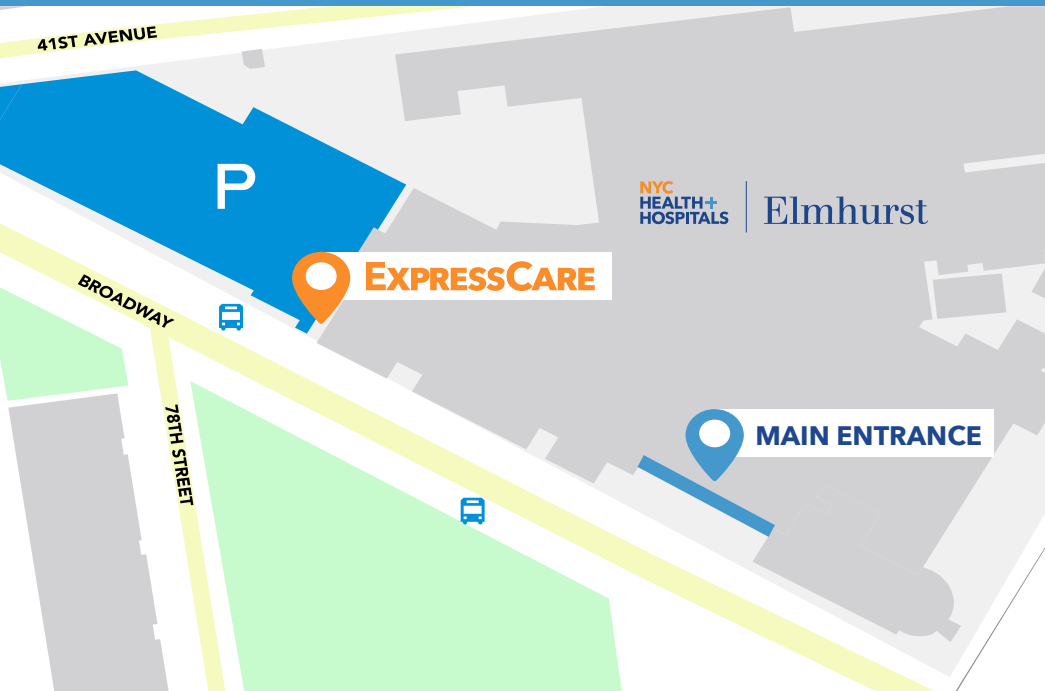 41ST AVENUE
P
NYC
HEALTH+
HOSPITALS
Elmhurst
EXPRESSCARE
BROADWAY
78TH STREET
MAIN ENTRANCE